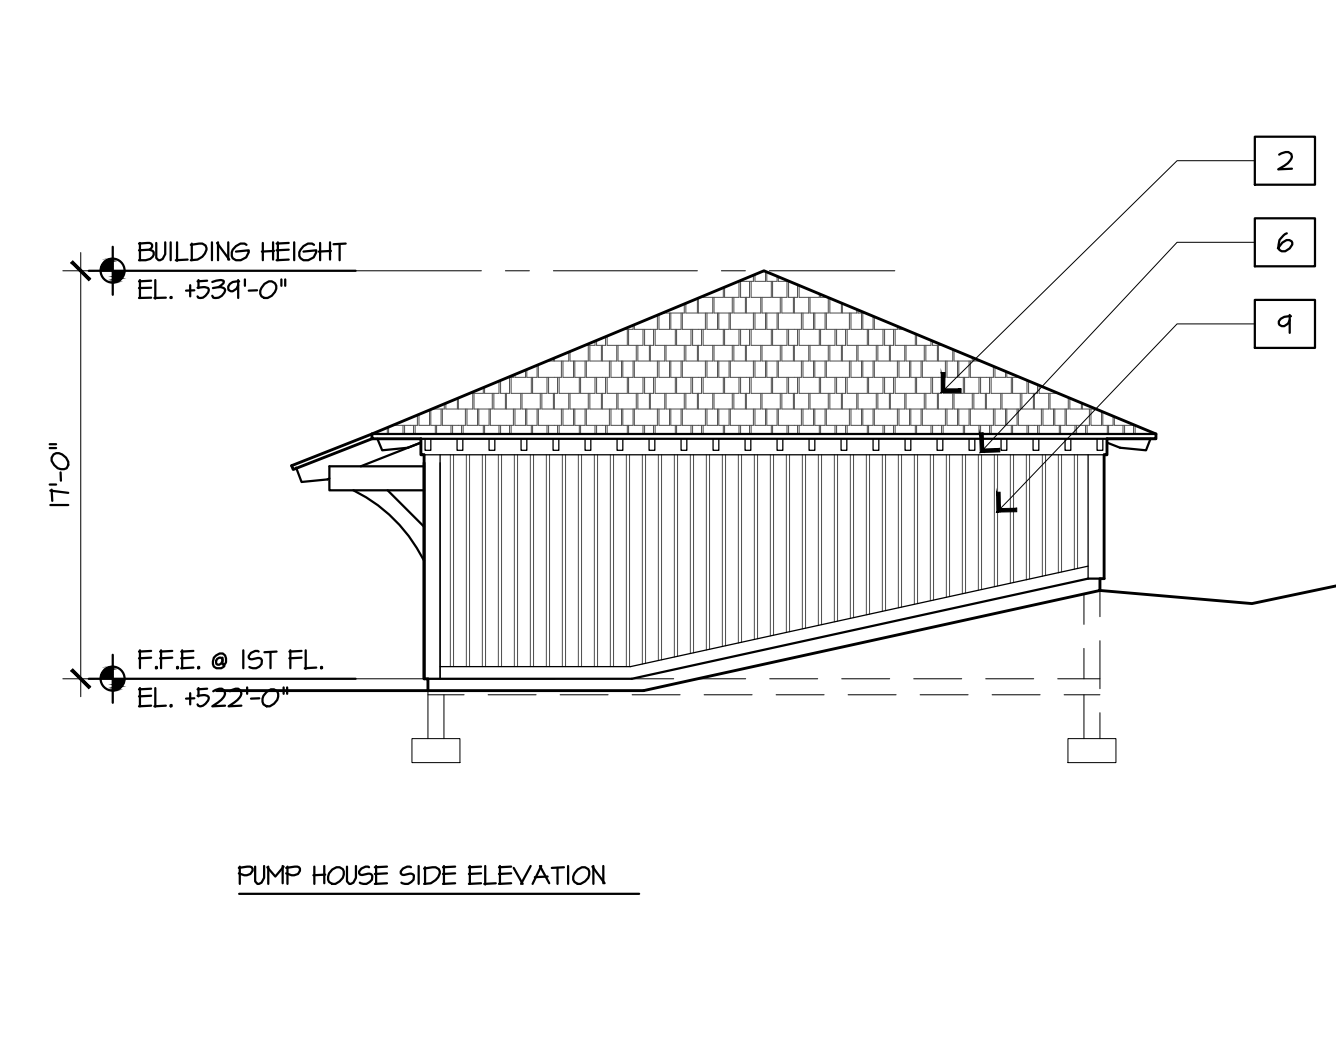 2
6
BUILDING HEIGHT
EL. +539'-0"
9
17'-0"
F.F.E. @ 1ST FL.
EL. +522'-0"
PUMP HOUSE SIDE ELEVATION